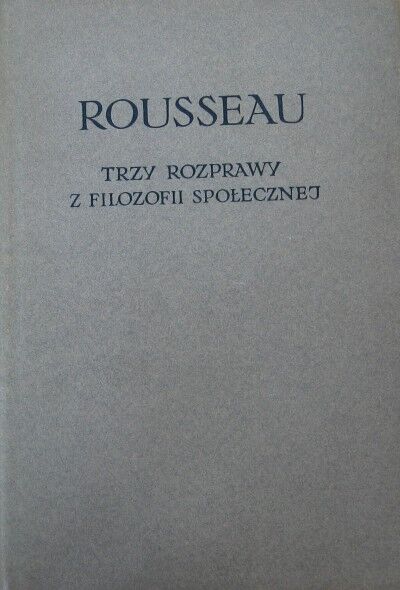 ROUSSEAU
TRZY ROZPRAWY
Z FILOZOFII SPOŁECZNEJ